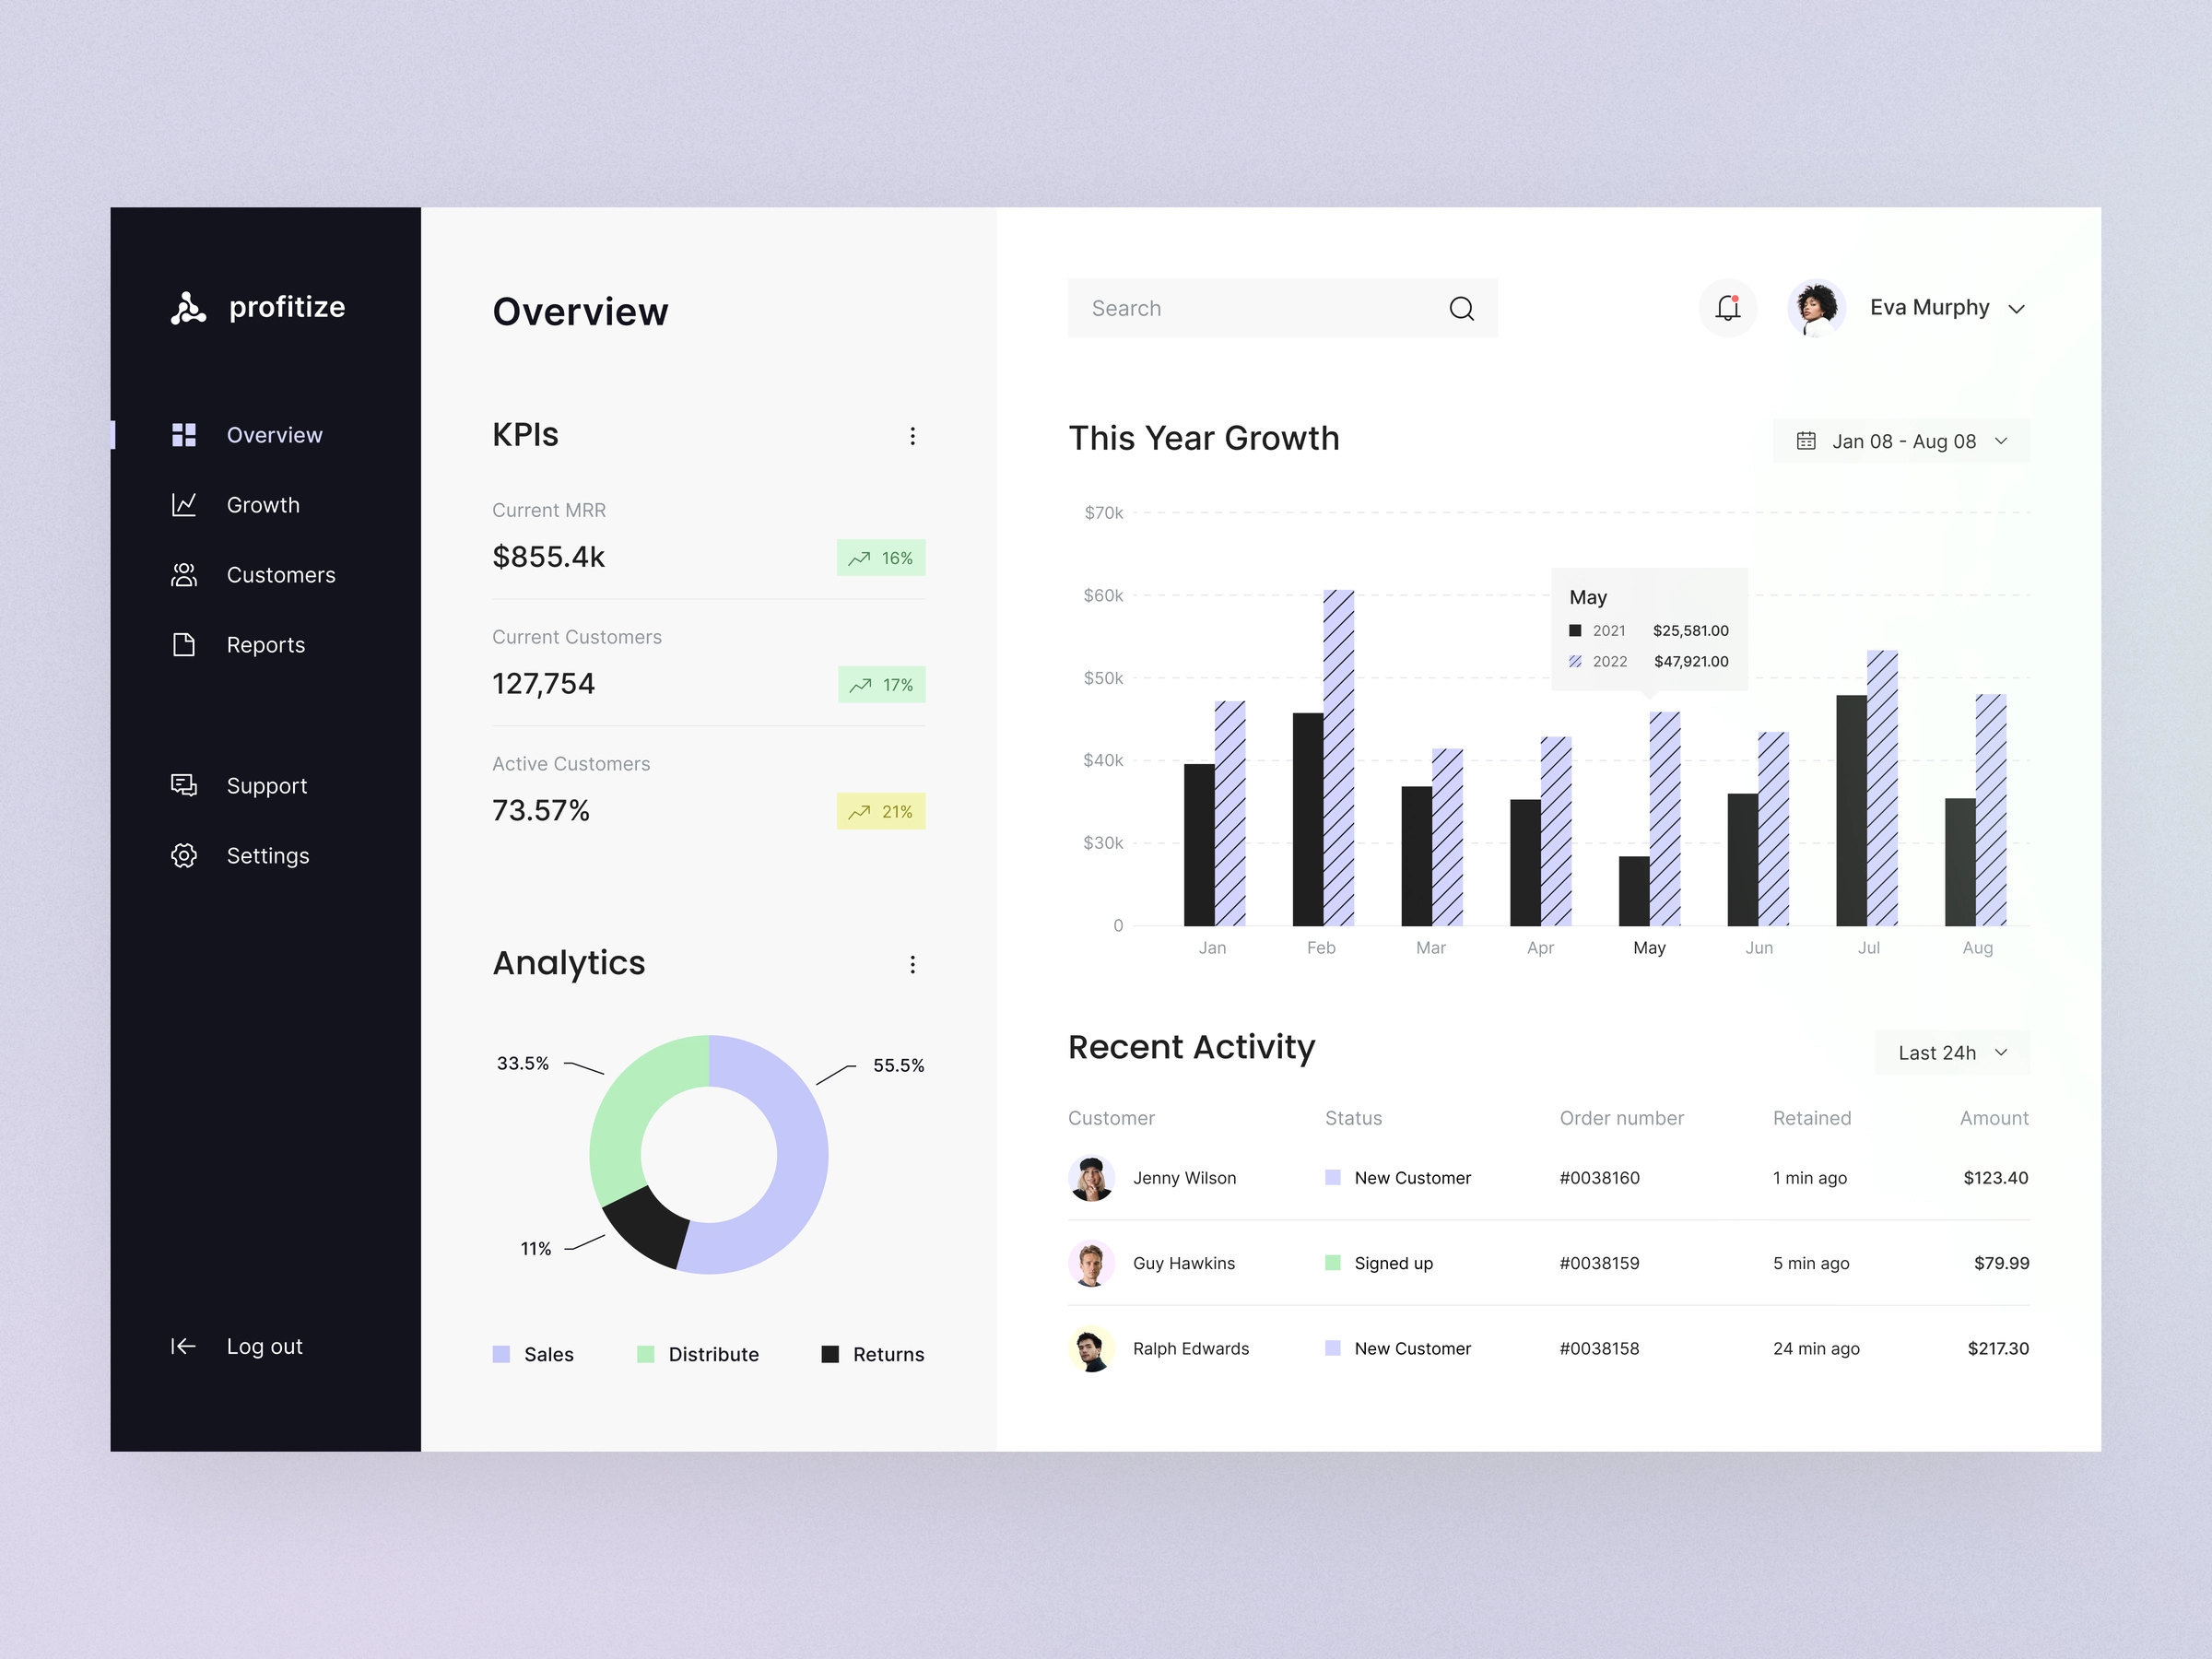 profitize
Overview
Growth
Customers
Reports
Support
Settings
Log out
Overview
KPIs
Current MRR
$855.4k
16%
Current Customers
127,754
17%
Active Customers
73.57%
21%
Analytics
33.5%
55.5%
11%
Sales
Distribute
Returns
Search
Eva Murphy
This Year Growth
Jan 08 - Aug 08
$70k
$60k
$50k
$40k
$30k
0
May
2021 $25,581.00
2022 $47,921.00
Jan Feb Mar Apr May Jun Jul Aug
Recent Activity
Last 24h
Customer Status Order number Retained Amount
Jenny Wilson New Customer #0038160 1 min ago $123.40
Guy Hawkins Signed up #0038159 5 min ago $79.99
Ralph Edwards New Customer #0038158 24 min ago $217.30